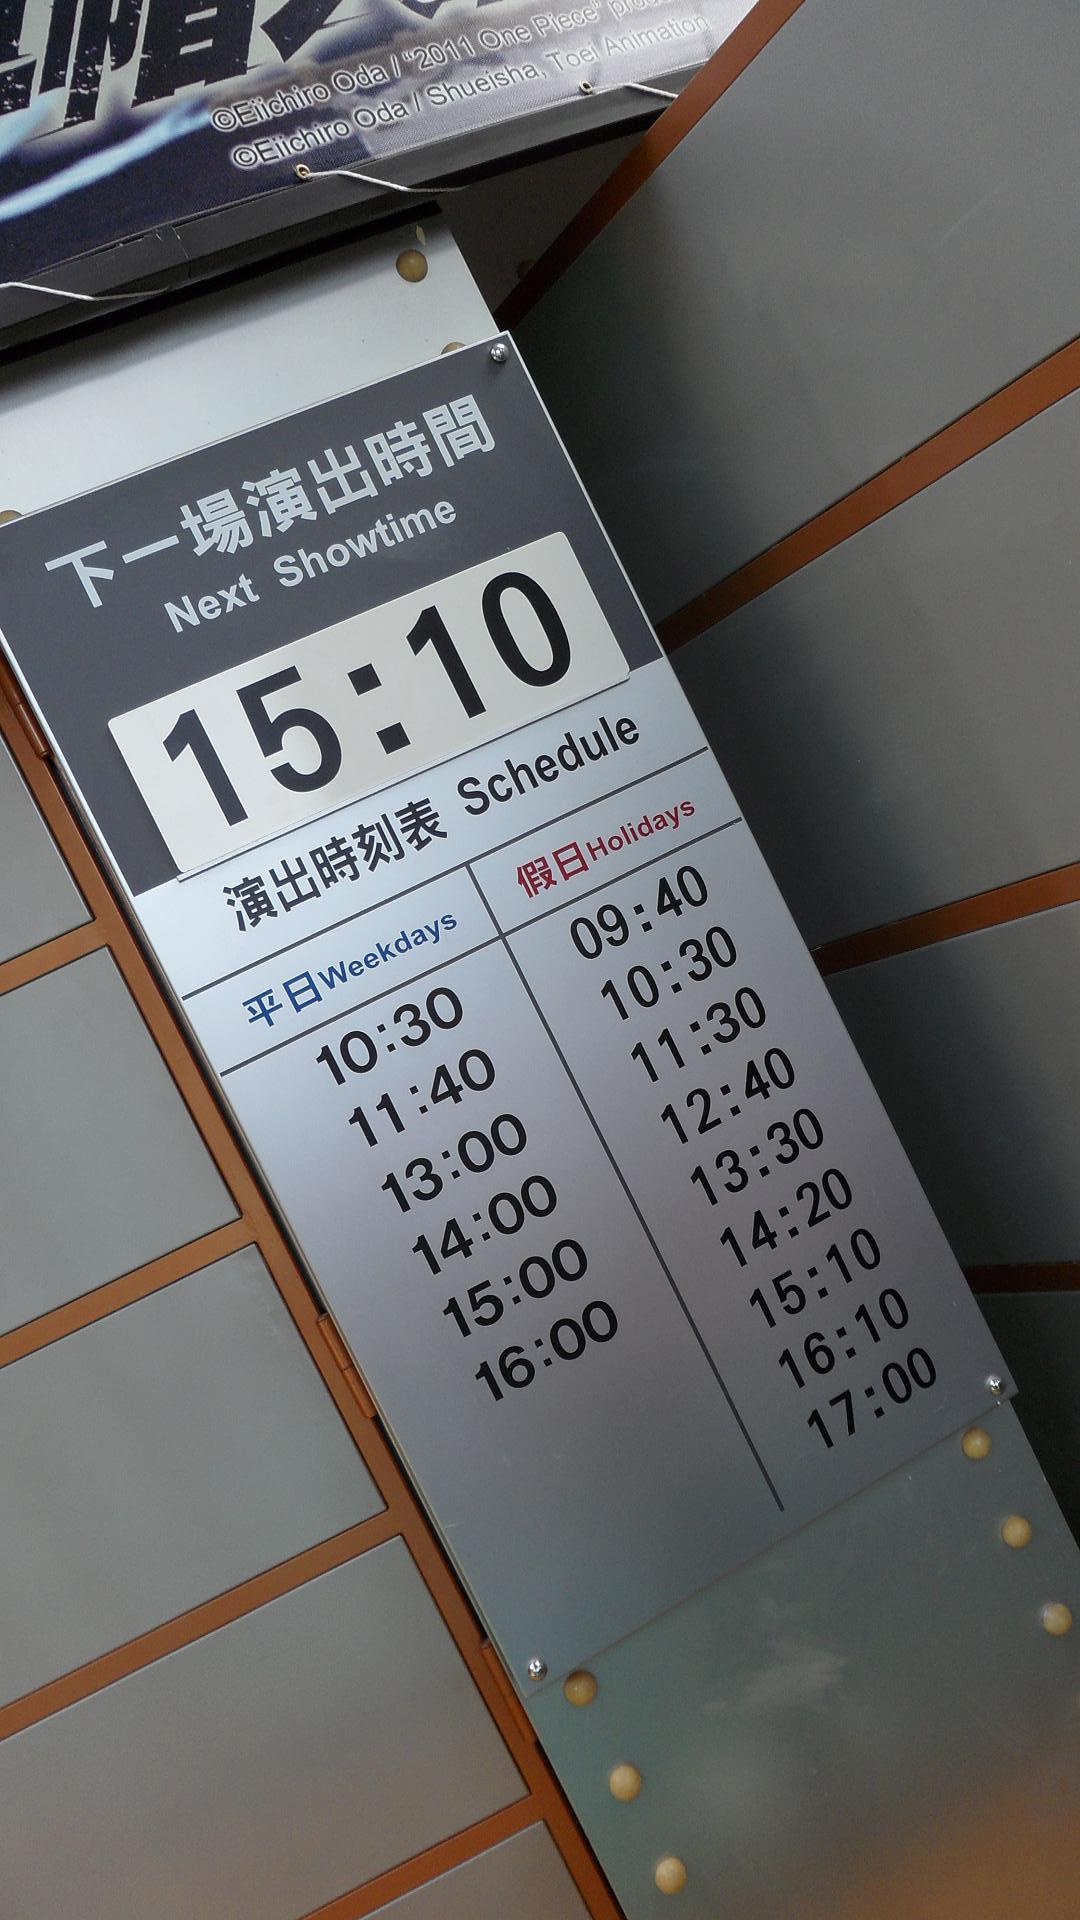 ©Eiichiro Oda / "2011 One Piece"
©Eiichiro Oda / Shueisha, Toei Animation
下一場演出時間
Next Showtime
15:10
演出時刻表 Schedule
平日Weekdays
10:30
11:40
13:00
14:00
15:00
16:00
假日Holidays
09:40
10:30
11:30
12:40
13:30
14:20
15:10
16:10
17:00